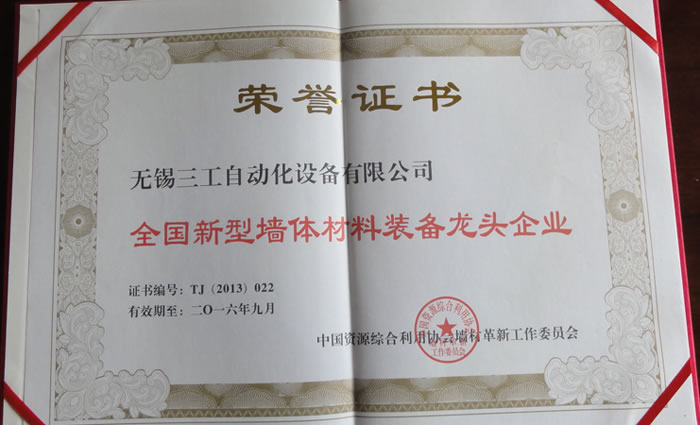 荣誉证书
无锡三工自动化设备有限公司
全国新型墙体材料装备龙头企业
证书编号：TJ（2013）022
有效期至：二〇一六年九月
中国资源综合利用协会墙材革新工作委员会